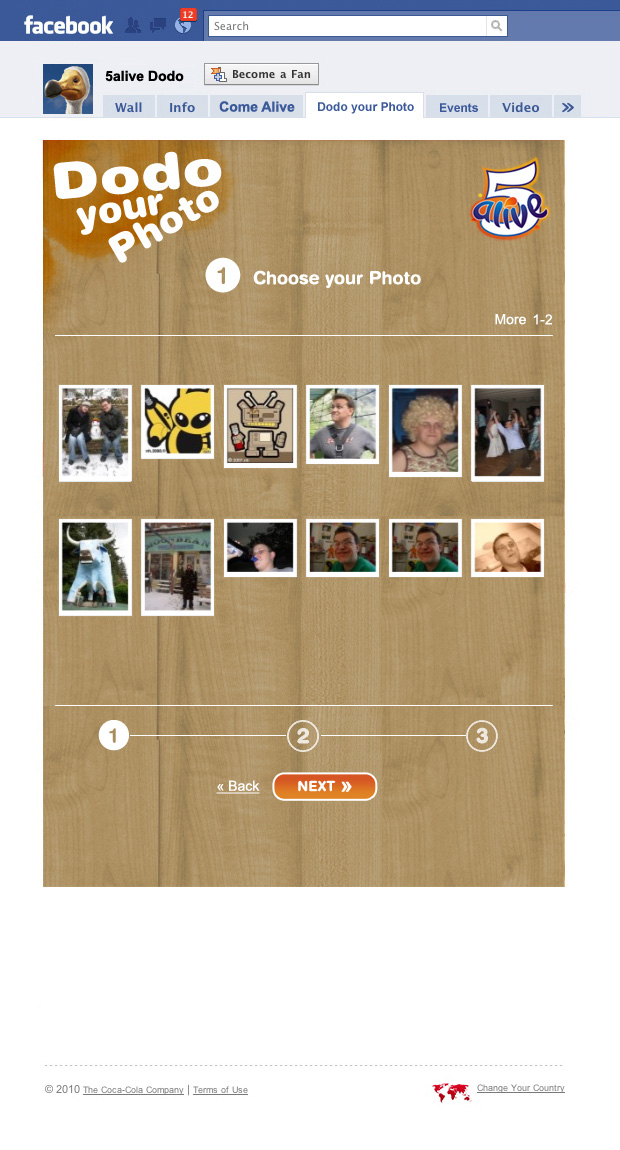 facebook
12
Search
5alive Dodo
Become a Fan
Wall Info Come Alive Dodo your Photo Events Video »
Dodo
your
Photo
5
alive
1 Choose your Photo
More 1-2
1 2 3
« Back NEXT »
© 2010 The Coca-Cola Company | Terms of Use
Change Your Country